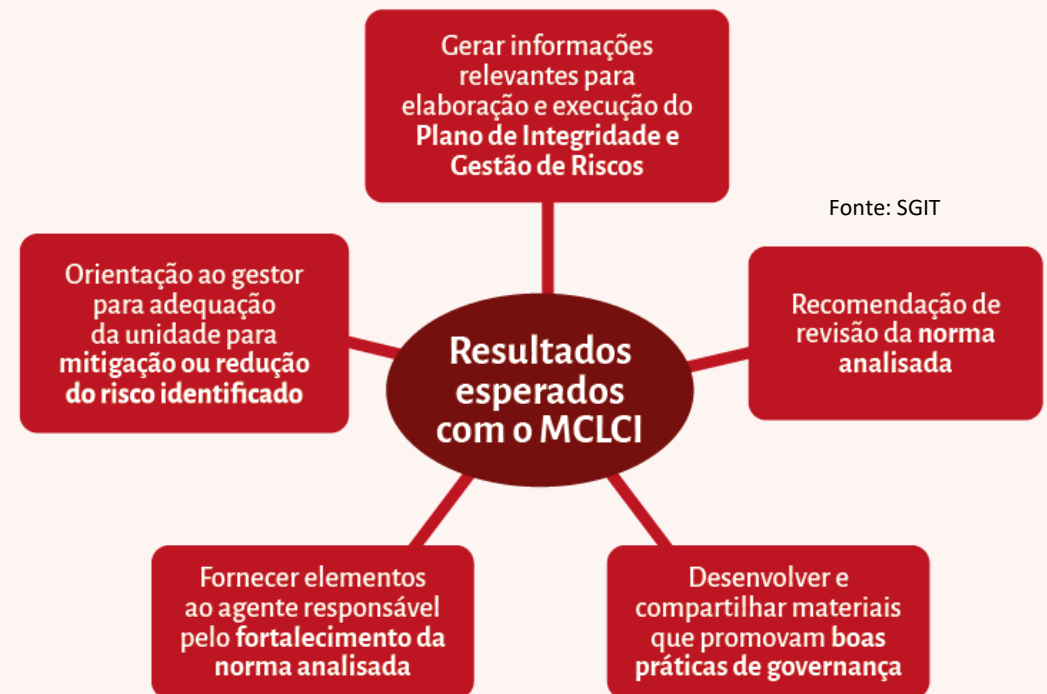 Gerar informações
relevantes para
elaboração e execução do
Plano de Integridade e
Gestão de Riscos
Fonte: SGIT
Orientação ao gestor
para adequação
da unidade para
mitigação ou redução
do risco identificado
Recomendação de
revisão da norma
analisada
Resultados
esperados
com o MCLCI
Fornecer elementos
ao agente responsável
pelo fortalecimento da
norma analisada
Desenvolver e
compartilhar materiais
que promovam boas
práticas de governança